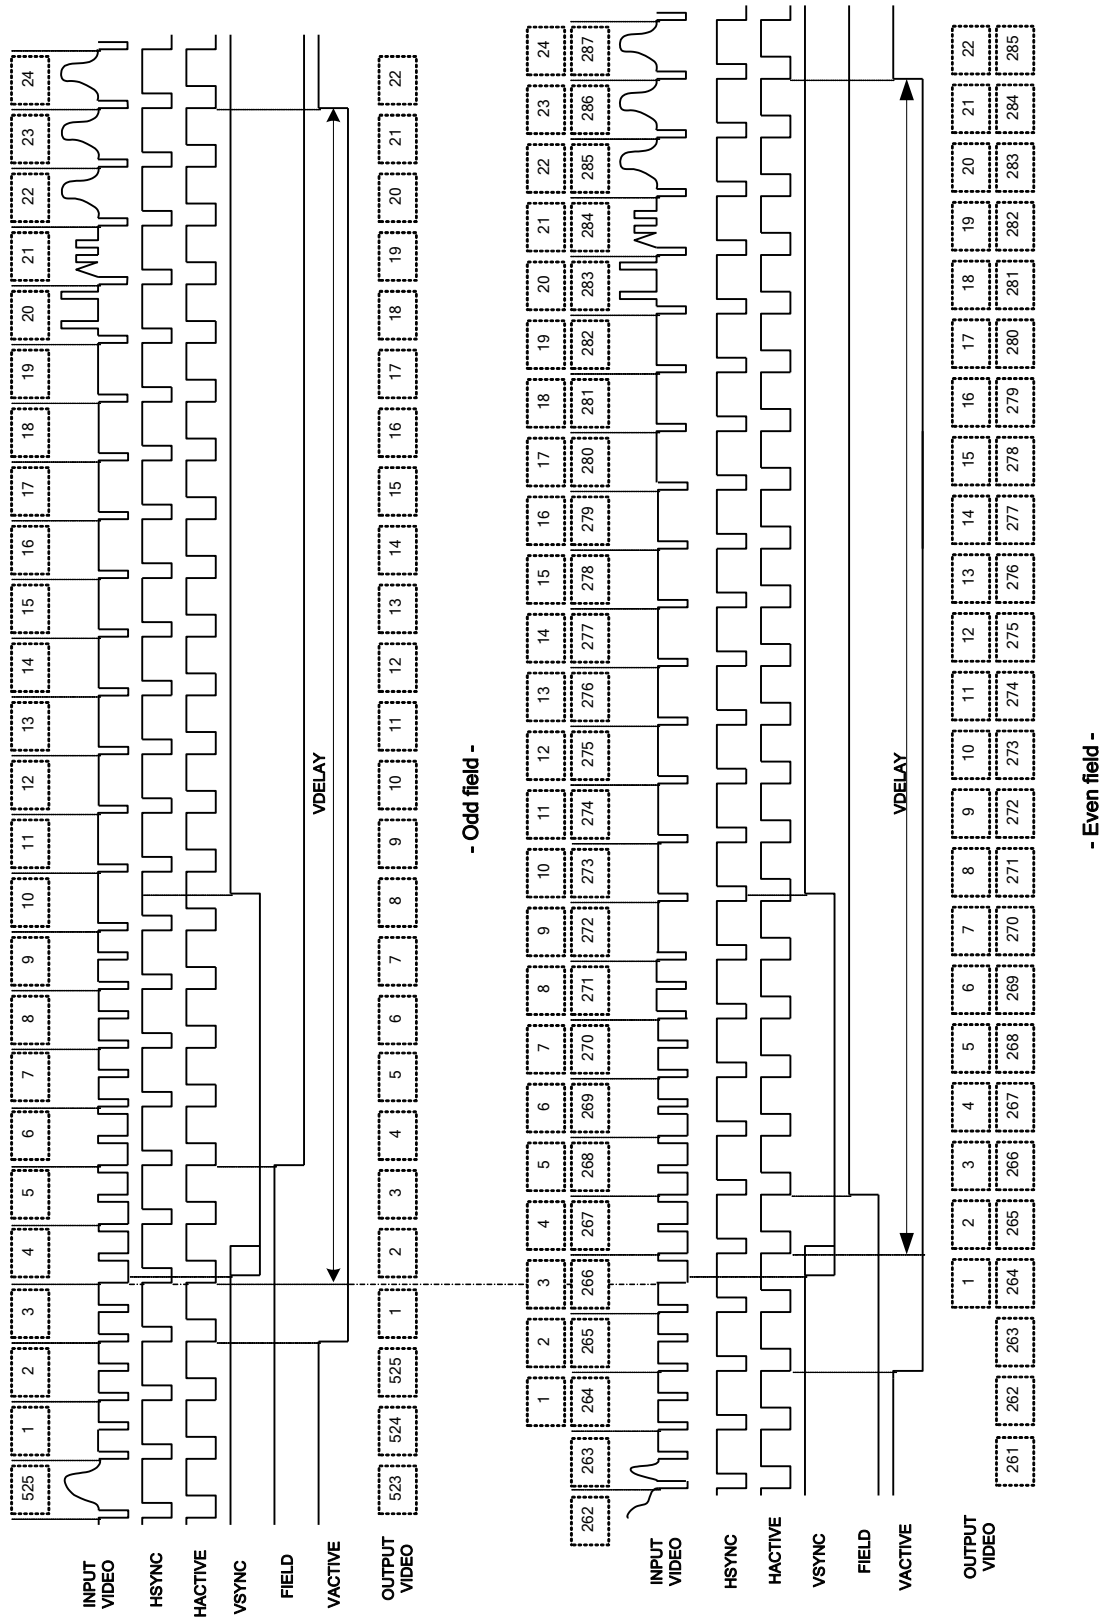 525 1 2 3 4 5 6 7 8 9 10 11 12 13 14 15 16 17 18 19 20 21 22 23 24
INPUT
VIDEO
HSYNC
HACTIVE
VSYNC
FIELD
VDELAY
VACTIVE
OUTPUT
VIDEO
523 524 525 1 2 3 4 5 6 7 8 9 10 11 12 13 14 15 16 17 18 19 20 21 22
- Odd field -
1 2 3 4 5 6 7 8 9 10 11 12 13 14 15 16 17 18 19 20 21 22 23 24
262 263 264 265 266 267 268 269 270 271 272 273 274 275 276 277 278 279 280 281 282 283 284 285 286 287
INPUT
VIDEO
HSYNC
HACTIVE
VSYNC
FIELD
VDELAY
VACTIVE
OUTPUT
VIDEO
1 2 3 4 5 6 7 8 9 10 11 12 13 14 15 16 17 18 19 20 21 22
261 262 263 264 265 266 267 268 269 270 271 272 273 274 275 276 277 278 279 280 281 282 283 284 285
- Even field -